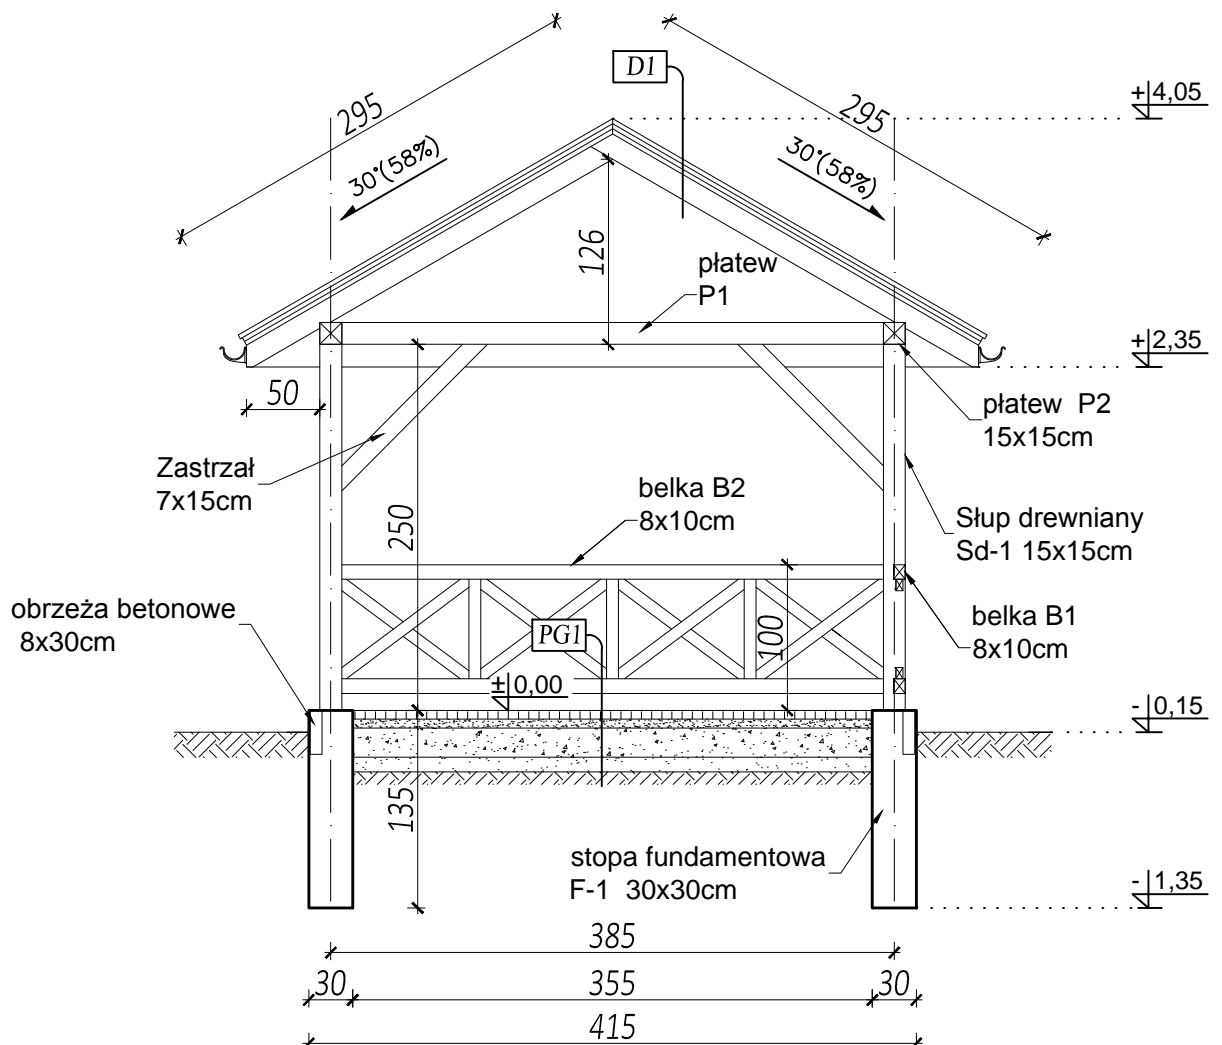 D1
+4,05
295
295
30°(58%)
30°(58%)
126
płatew
P1
+2,35
50
płatew P2
15x15cm
Zastrzał
7x15cm
belka B2
8x10cm
250
Słup drewniany
Sd-1 15x15cm
obrzeża betonowe
8x30cm
PG1
100
belka B1
8x10cm
±0,00
-0,15
135
stopa fundamentowa
F-1 30x30cm
-1,35
385
30
355
30
415